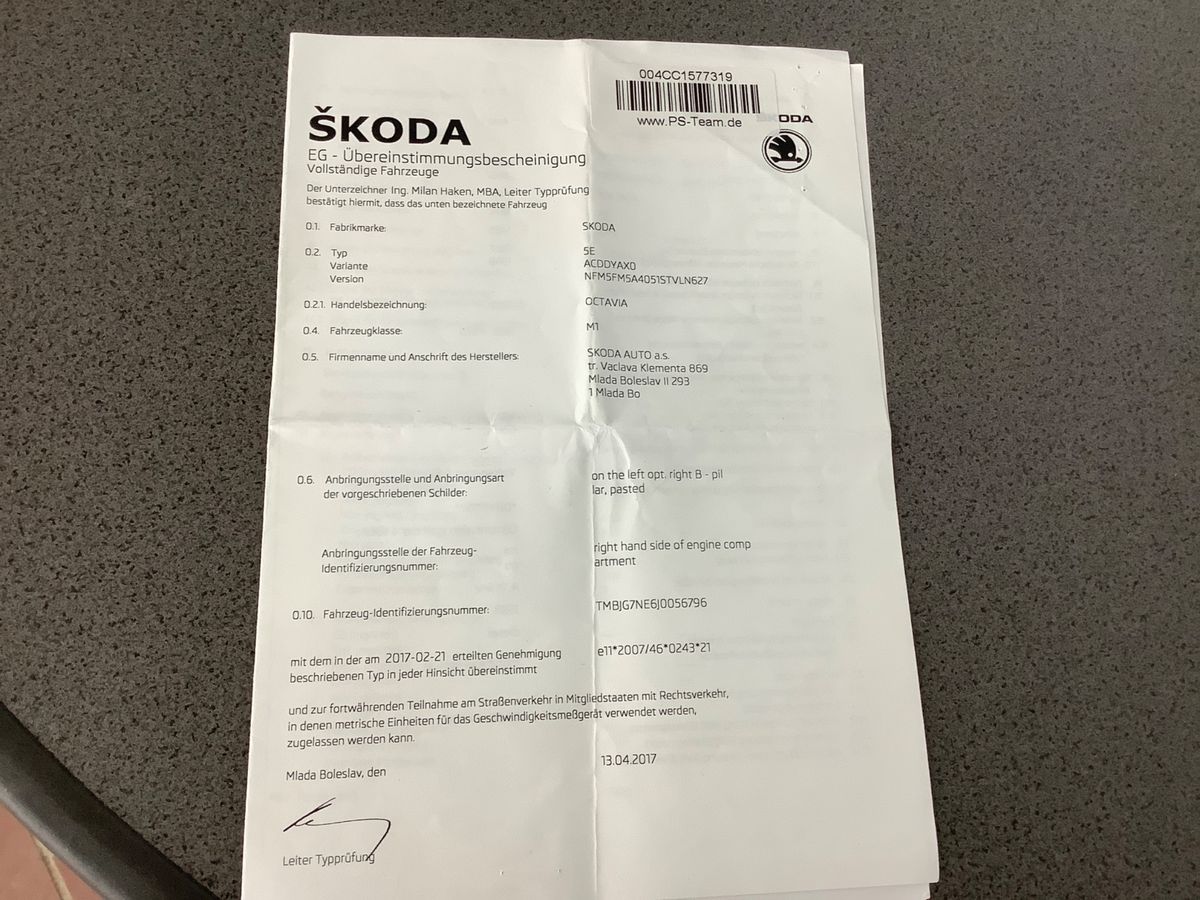 004CC1577319
www.PS-Team.de
ODA
ŠKODA
EG - Übereinstimmungsbescheinigung
Vollständige Fahrzeuge
Der Unterzeichner Ing. Milan Haken, MBA, Leiter Typprüfung
bestätigt hiermit, dass das unten bezeichnete Fahrzeug
0.1. Fabrikmarke: SKODA
0.2. Typ 5E
Variante ACDDYAX0
Version NFM5FM5A4051STVLN627
0.2.1. Handelsbezeichnung: OCTAVIA
0.4. Fahrzeugklasse: M1
0.5. Firmenname und Anschrift des Herstellers: SKODA AUTO a.s.
tr. Vaclava Klementa 869
Mlada Boleslav II 293
1 Mlada Bo
0.6. Anbringungsstelle und Anbringungsart on the left opt. right B - pil
der vorgeschriebenen Schilder: lar, pasted
Anbringungsstelle der Fahrzeug- right hand side of engine comp
Identifizierungsnummer: artment
0.10. Fahrzeug-Identifizierungsnummer: TMBJG7NE6J0056796
mit dem in der am 2017-02-21 erteilten Genehmigung e11*2007/46*0243*21
beschriebenen Typ in jeder Hinsicht übereinstimmt
und zur fortwährenden Teilnahme am Straßenverkehr in Mitgliedstaaten mit Rechtsverkehr,
in denen metrische Einheiten für das Geschwindigkeitsmeßgerät verwendet werden,
zugelassen werden kann.
Mlada Boleslav, den 13.04.2017
Leiter Typprüfung